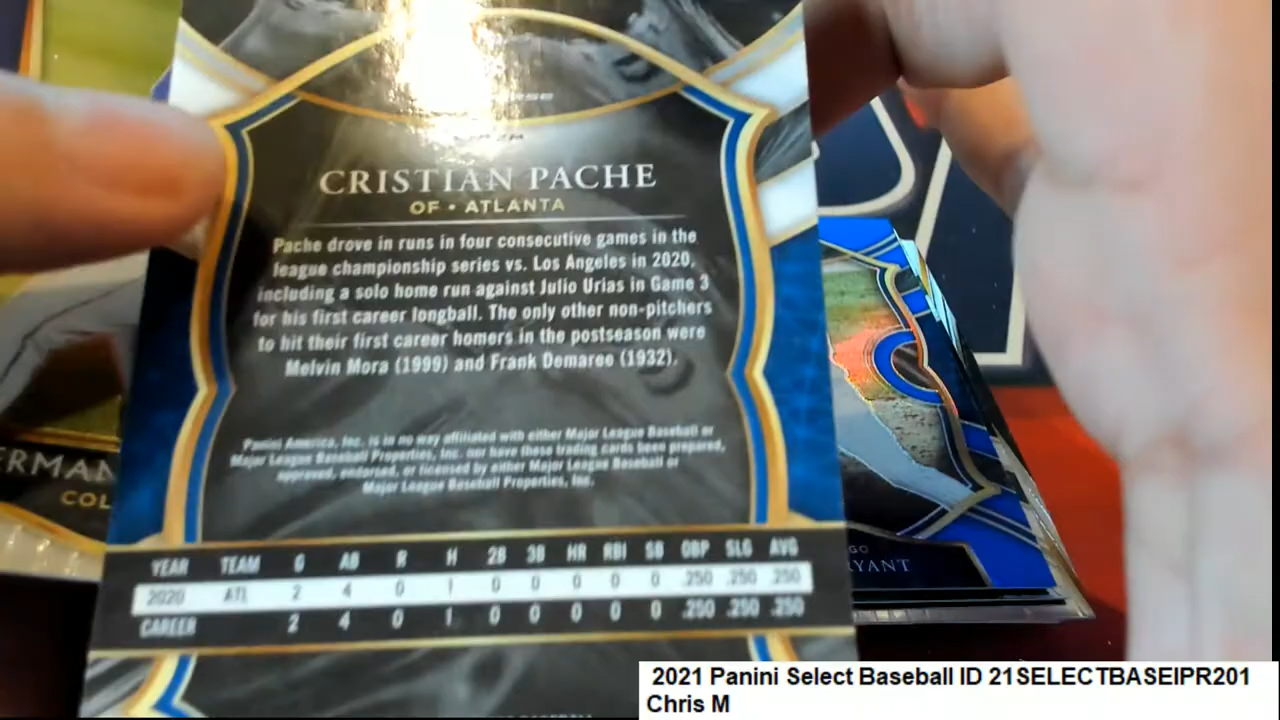 CRISTIAN PACHE
OF • ATLANTA
Pache drove in runs in four consecutive games in the
league championship series vs. Los Angeles in 2020,
including a solo home run against Julio Urias in Game 3
for his first career longball. The only other non-pitchers
to hit their first career homers in the postseason were
Melvin Mora (1999) and Frank Demaree (1932).
Panini America, Inc. is in no way affiliated with either Major League Baseball or
Major League Baseball Properties, Inc. nor have these trading cards been prepared,
approved, endorsed, or licensed by either Major League Baseball or
Major League Baseball Properties, Inc.
YEAR TEAM G AB R H 2B 3B HR RBI SB OBP SLG AVG
2020 ATL 2 4 0 1 0 0 0 0 0 .250 .250 .250
CAREER 2 4 0 1 0 0 0 0 0 .250 .250 .250
ERMAN
COL
GO
RYANT
2021 Panini Select Baseball ID 21SELECTBASEIPR201
Chris M